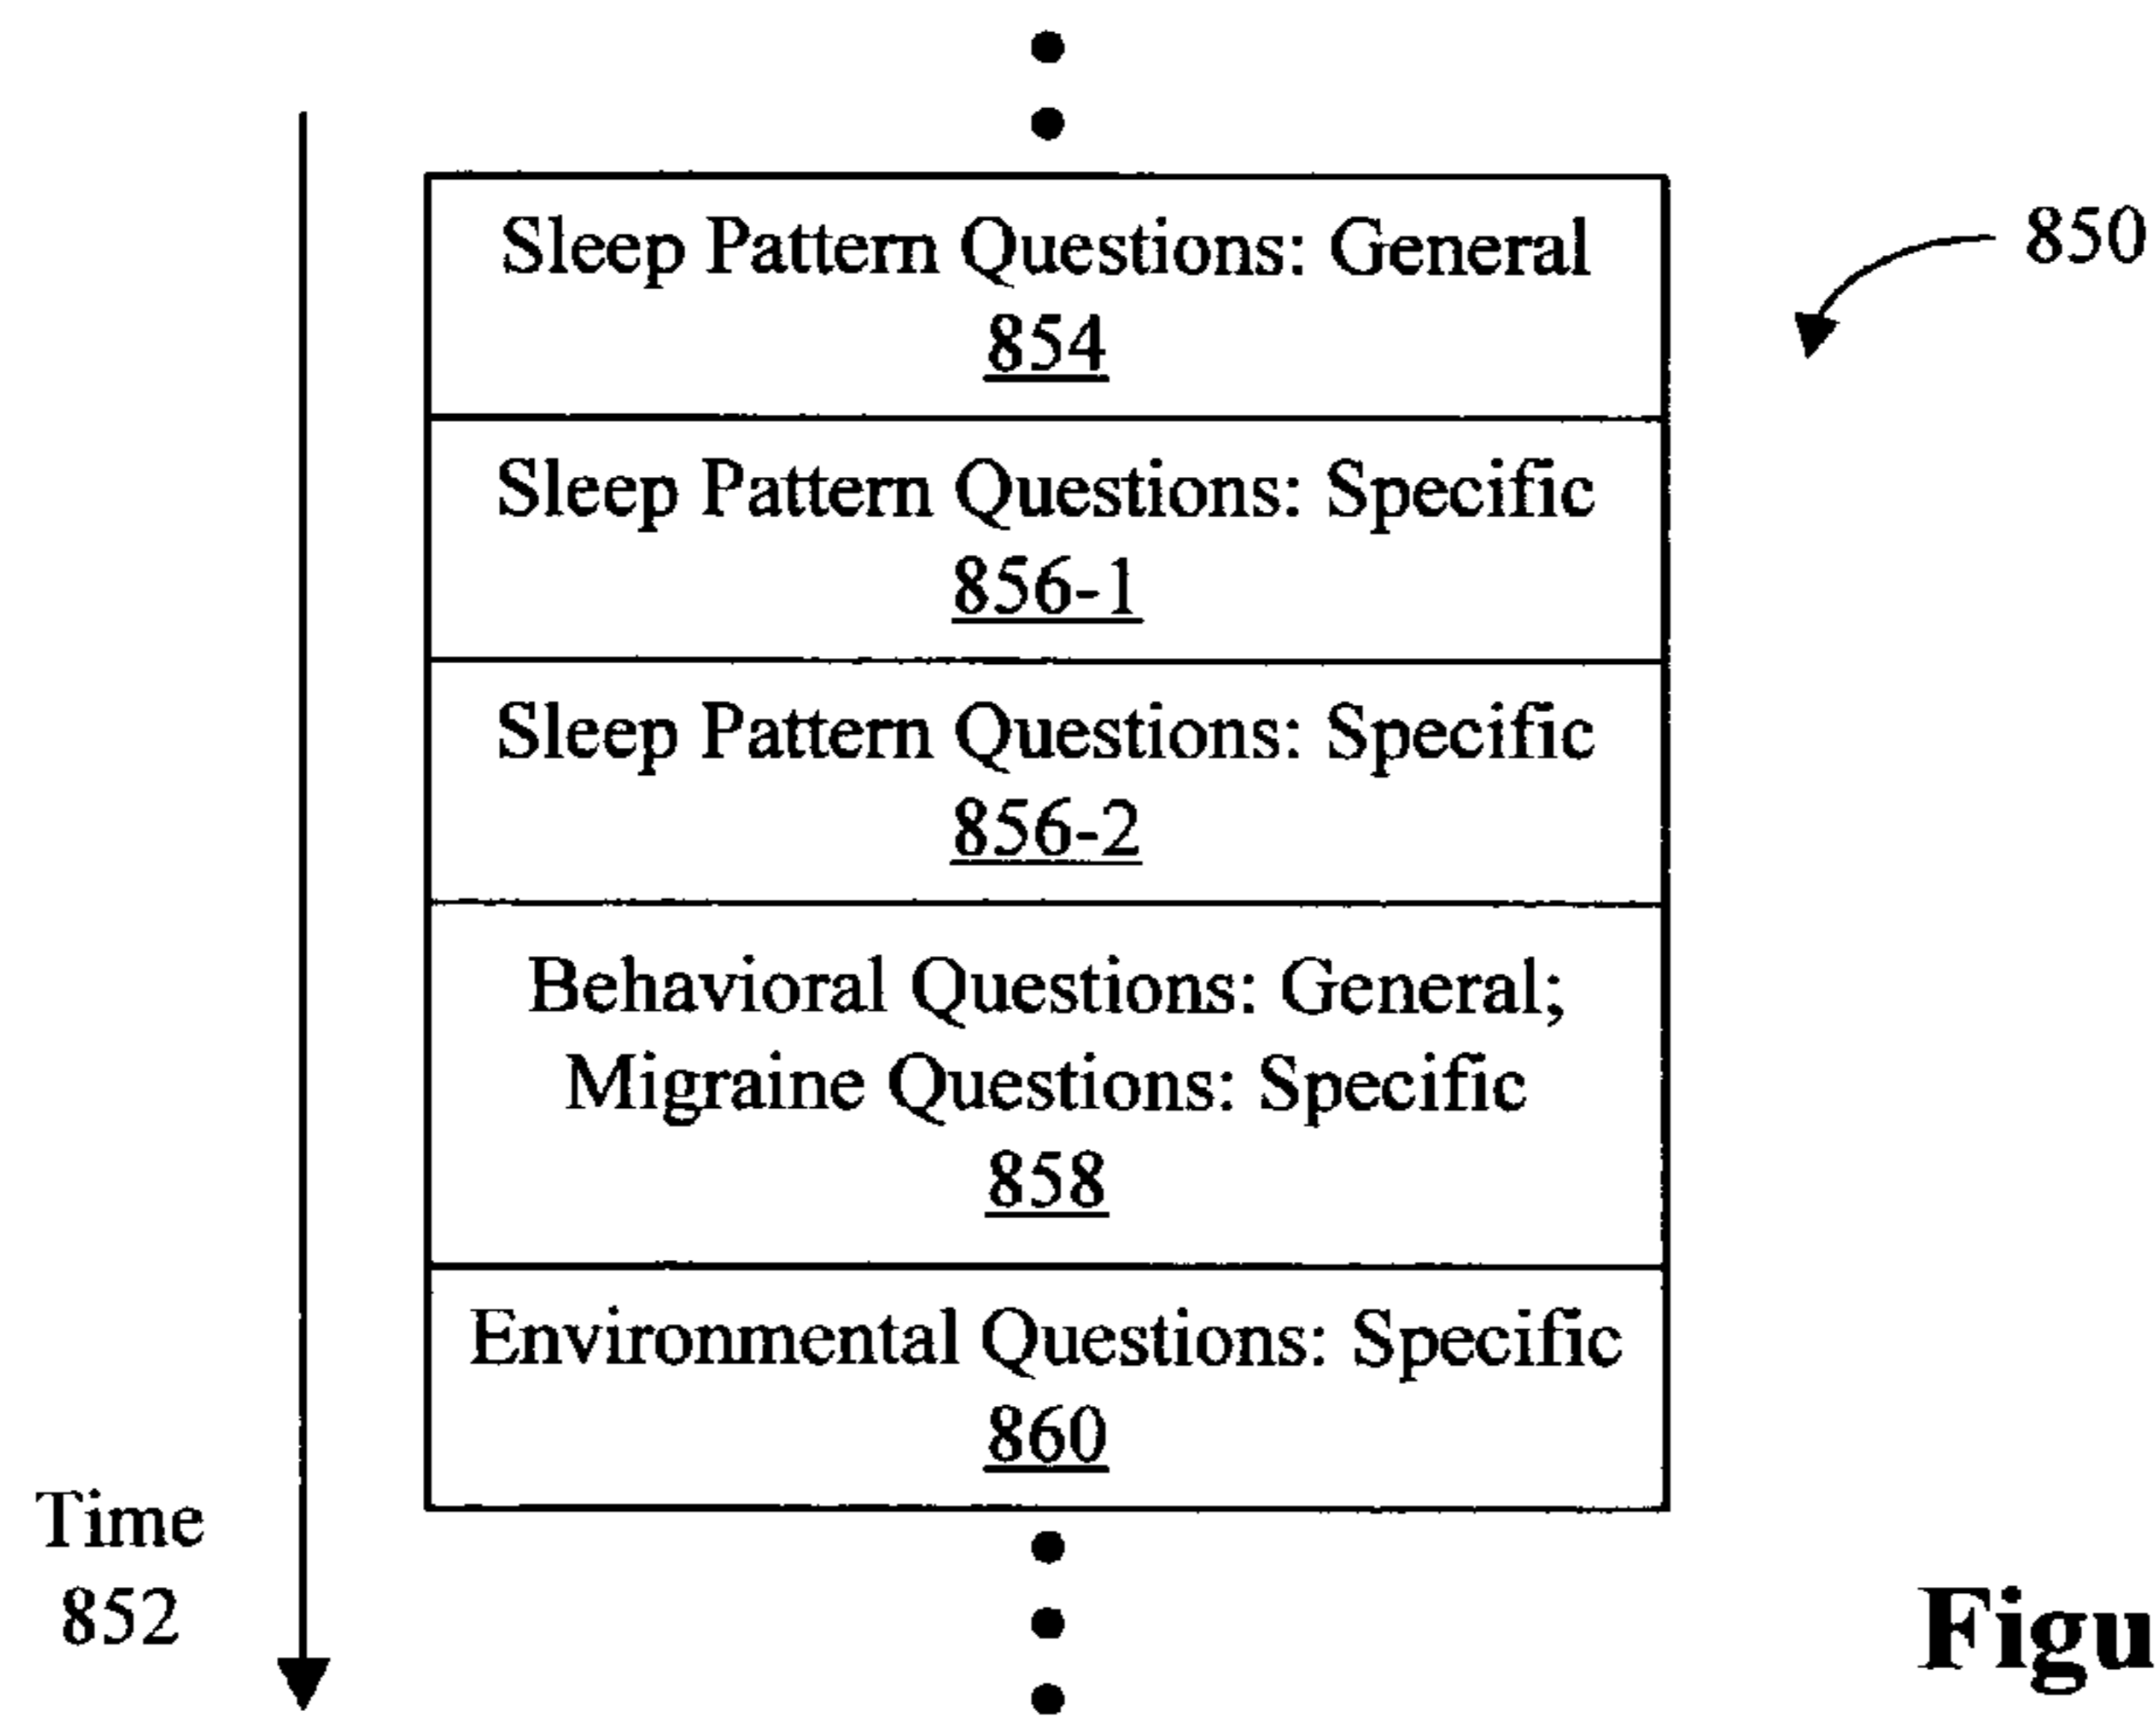 Sleep Pattern Questions: General
854
850
Sleep Pattern Questions: Specific
856-1
Sleep Pattern Questions: Specific
856-2
Behavioral Questions: General;
Migraine Questions: Specific
858
Environmental Questions: Specific
860
Time
852
Figu